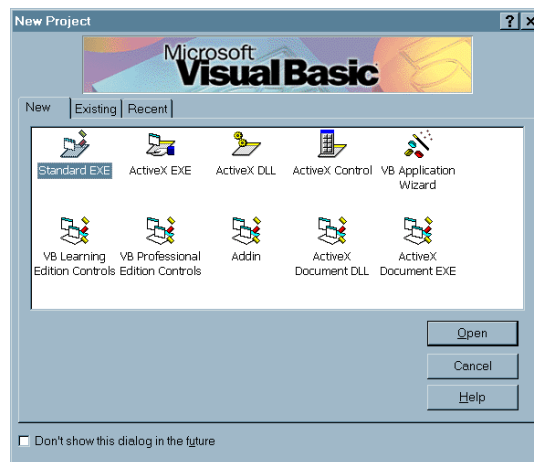 New Project
Microsoft
Visual Basic
New Existing Recent
Standard EXE ActiveX EXE ActiveX DLL ActiveX Control VB Application
Wizard
VB Learning VB Professional Addin ActiveX ActiveX
Edition Controls Edition Controls Document DLL Document EXE
Open
Cancel
Help
Don't show this dialog in the future